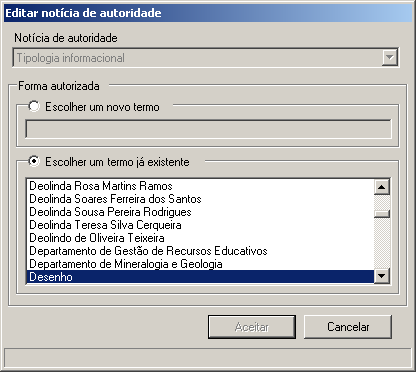 Editar notícia de autoridade
Notícia de autoridade
Tipologia informacional
Forma autorizada
Escolher um novo termo
Escolher um termo já existente
Deolinda Rosa Martins Ramos
Deolinda Soares Ferreira dos Santos
Deolinda Sousa Pereira Rodrigues
Deolinda Teresa Silva Cerqueira
Deolindo de Oliveira Teixeira
Departamento de Gestão de Recursos Educativos
Departamento de Mineralogia e Geologia
Desenho
Aceitar
Cancelar